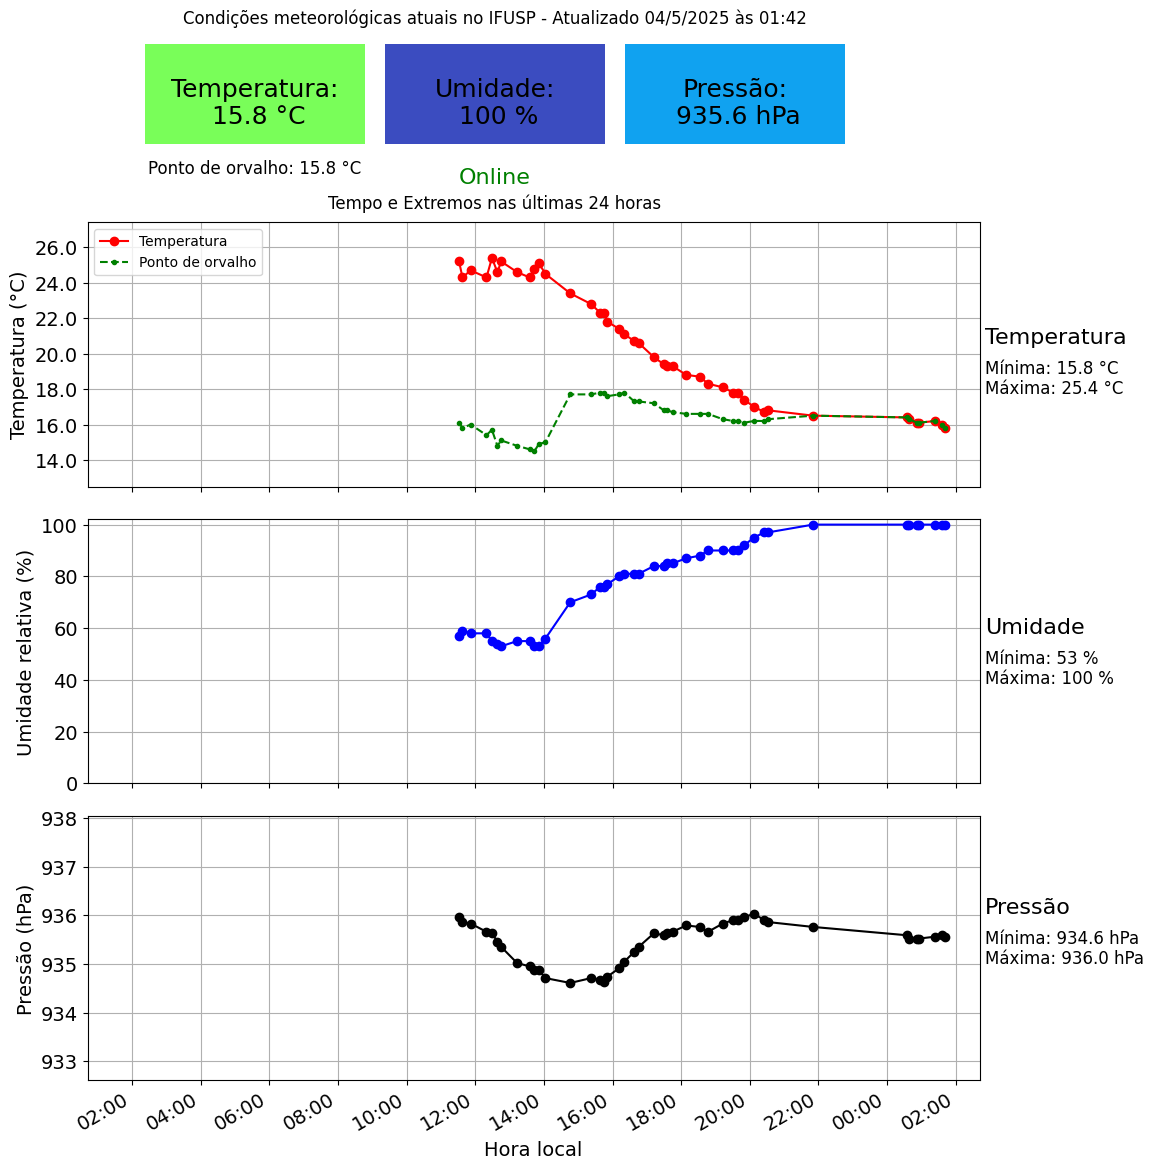 Condições meteorológicas atuais no IFUSP - Atualizado 04/5/2025 às 01:42
Temperatura:
15.8 °C
Umidade:
100 %
Pressão:
935.6 hPa
Ponto de orvalho: 15.8 °C
Online
Tempo e Extremos nas últimas 24 horas
Temperatura (°C)
26.0
24.0
22.0
20.0
18.0
16.0
14.0
Temperatura
Ponto de orvalho
Temperatura
Mínima: 15.8 °C
Máxima: 25.4 °C
Umidade relativa (%)
100
80
60
40
20
0
Umidade
Mínima: 53 %
Máxima: 100 %
Pressão (hPa)
938
937
936
935
934
933
Pressão
Mínima: 934.6 hPa
Máxima: 936.0 hPa
02:00 04:00 06:00 08:00 10:00 12:00 14:00 16:00 18:00 20:00 22:00 00:00 02:00
Hora local